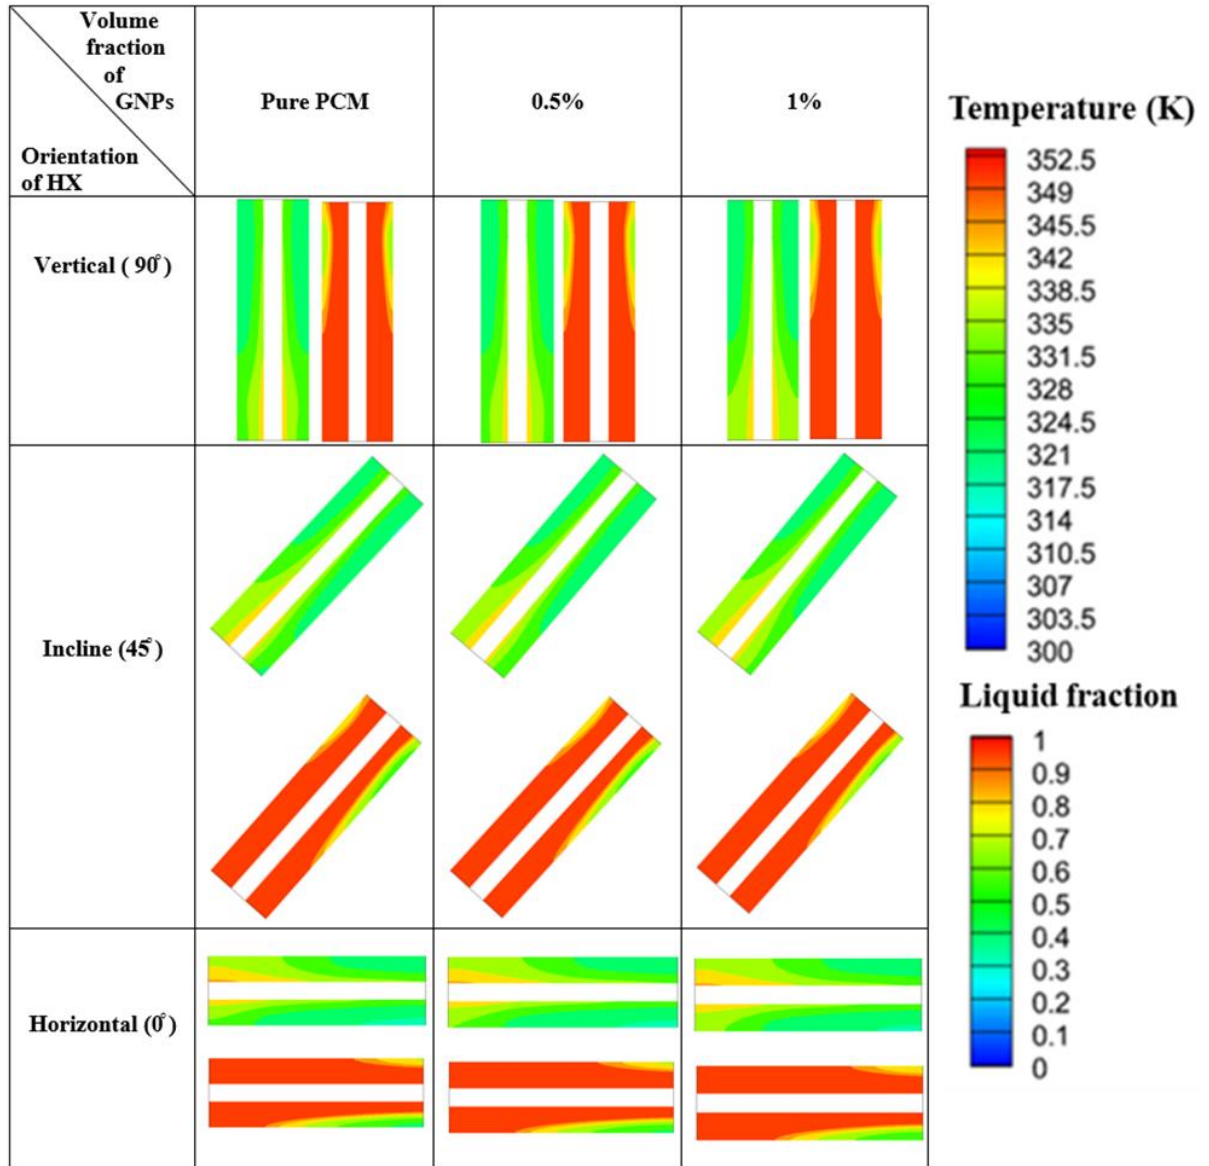 Volume
fraction
of
GNPs
Orientation
of HX
Pure PCM
0.5%
1%
Vertical ( 90°)
Incline (45°)
Horizontal (0°)
Temperature (K)
352.5
349
345.5
342
338.5
335
331.5
328
324.5
321
317.5
314
310.5
307
303.5
300
Liquid fraction
1
0.9
0.8
0.7
0.6
0.5
0.4
0.3
0.2
0.1
0